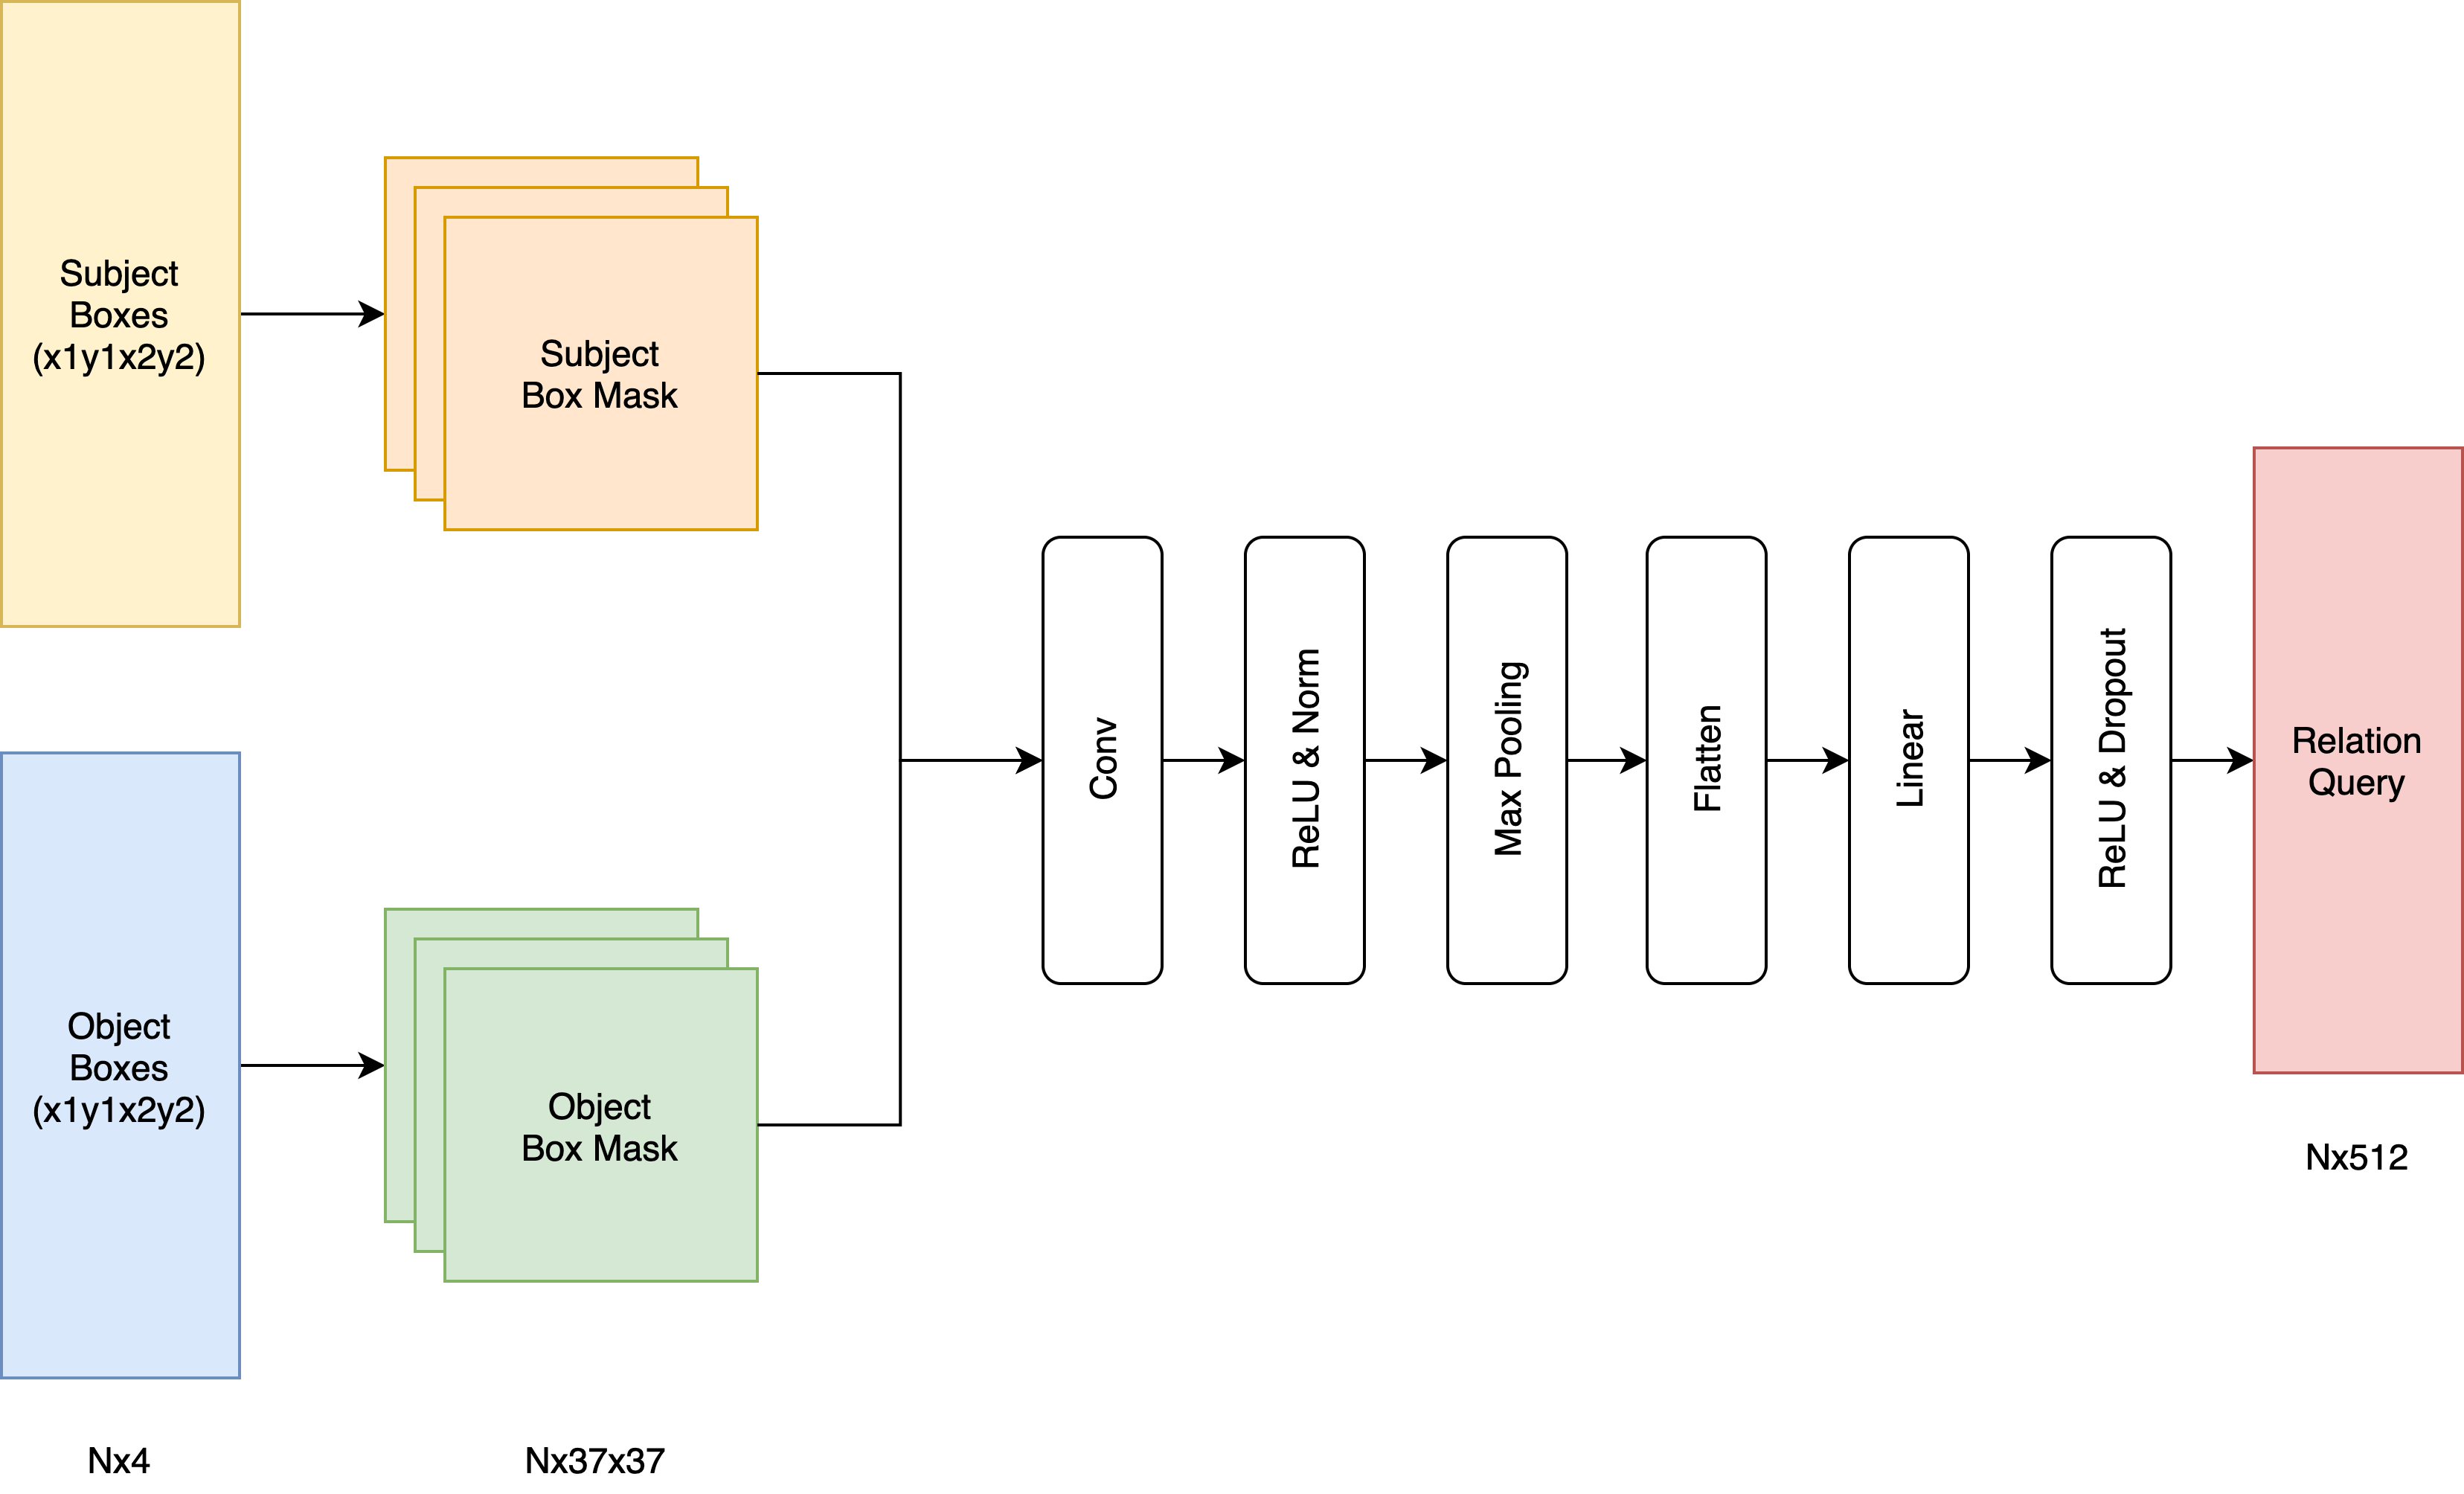 Subject
Boxes
(x1y1x2y2)
Subject
Box Mask
Object
Boxes
(x1y1x2y2)
Object
Box Mask
Conv
ReLU & Norm
Max Pooling
Flatten
Linear
ReLU & Dropout
Relation
Query
Nx512
Nx4
Nx37x37